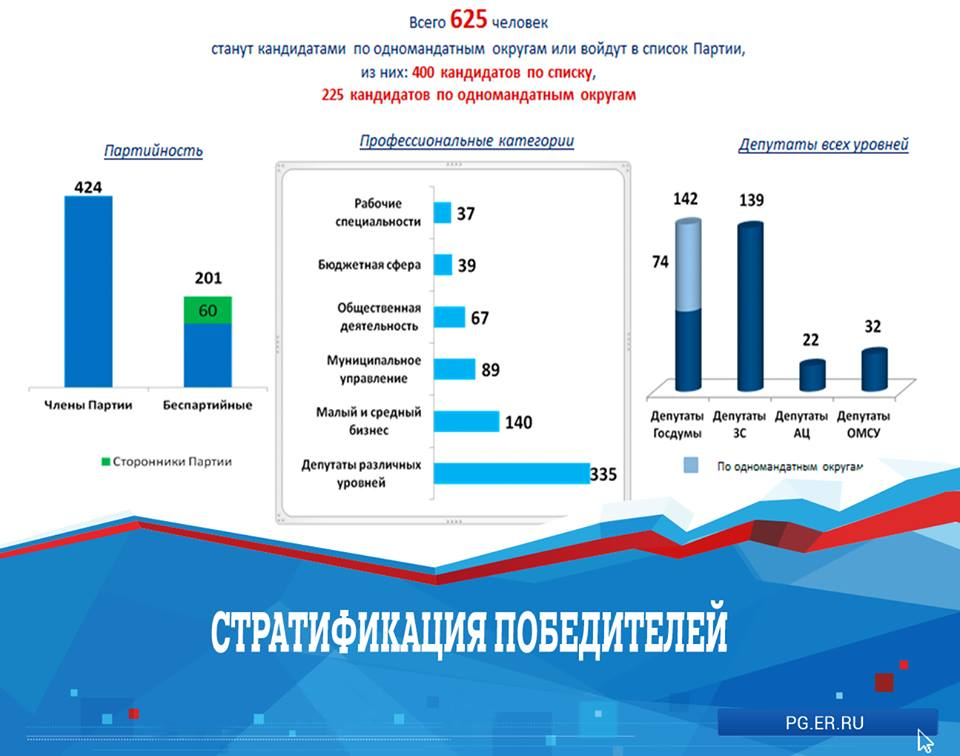 Всего 625 человек
станут кандидатами по одномандатным округам или войдут в список Партии,
из них: 400 кандидатов по списку,
225 кандидатов по одномандатным округам
Партийность
424
201
60
Члены Партии
Беспартийные
Сторонники Партии
Профессиональные категории
Рабочие
специальности
37
Бюджетная сфера
39
Общественная
деятельность
67
Муниципальное
управление
89
Малый и средний
бизнес
140
Депутаты различных
уровней
335
Депутаты всех уровней
142
139
74
22
32
Депутаты
Госдумы
Депутаты
ЗС
Депутаты
АЦ
Депутаты
ОМСУ
По одномандатным округам
СТРАТИФИКАЦИЯ ПОБЕДИТЕЛЕЙ
PG.ER.RU